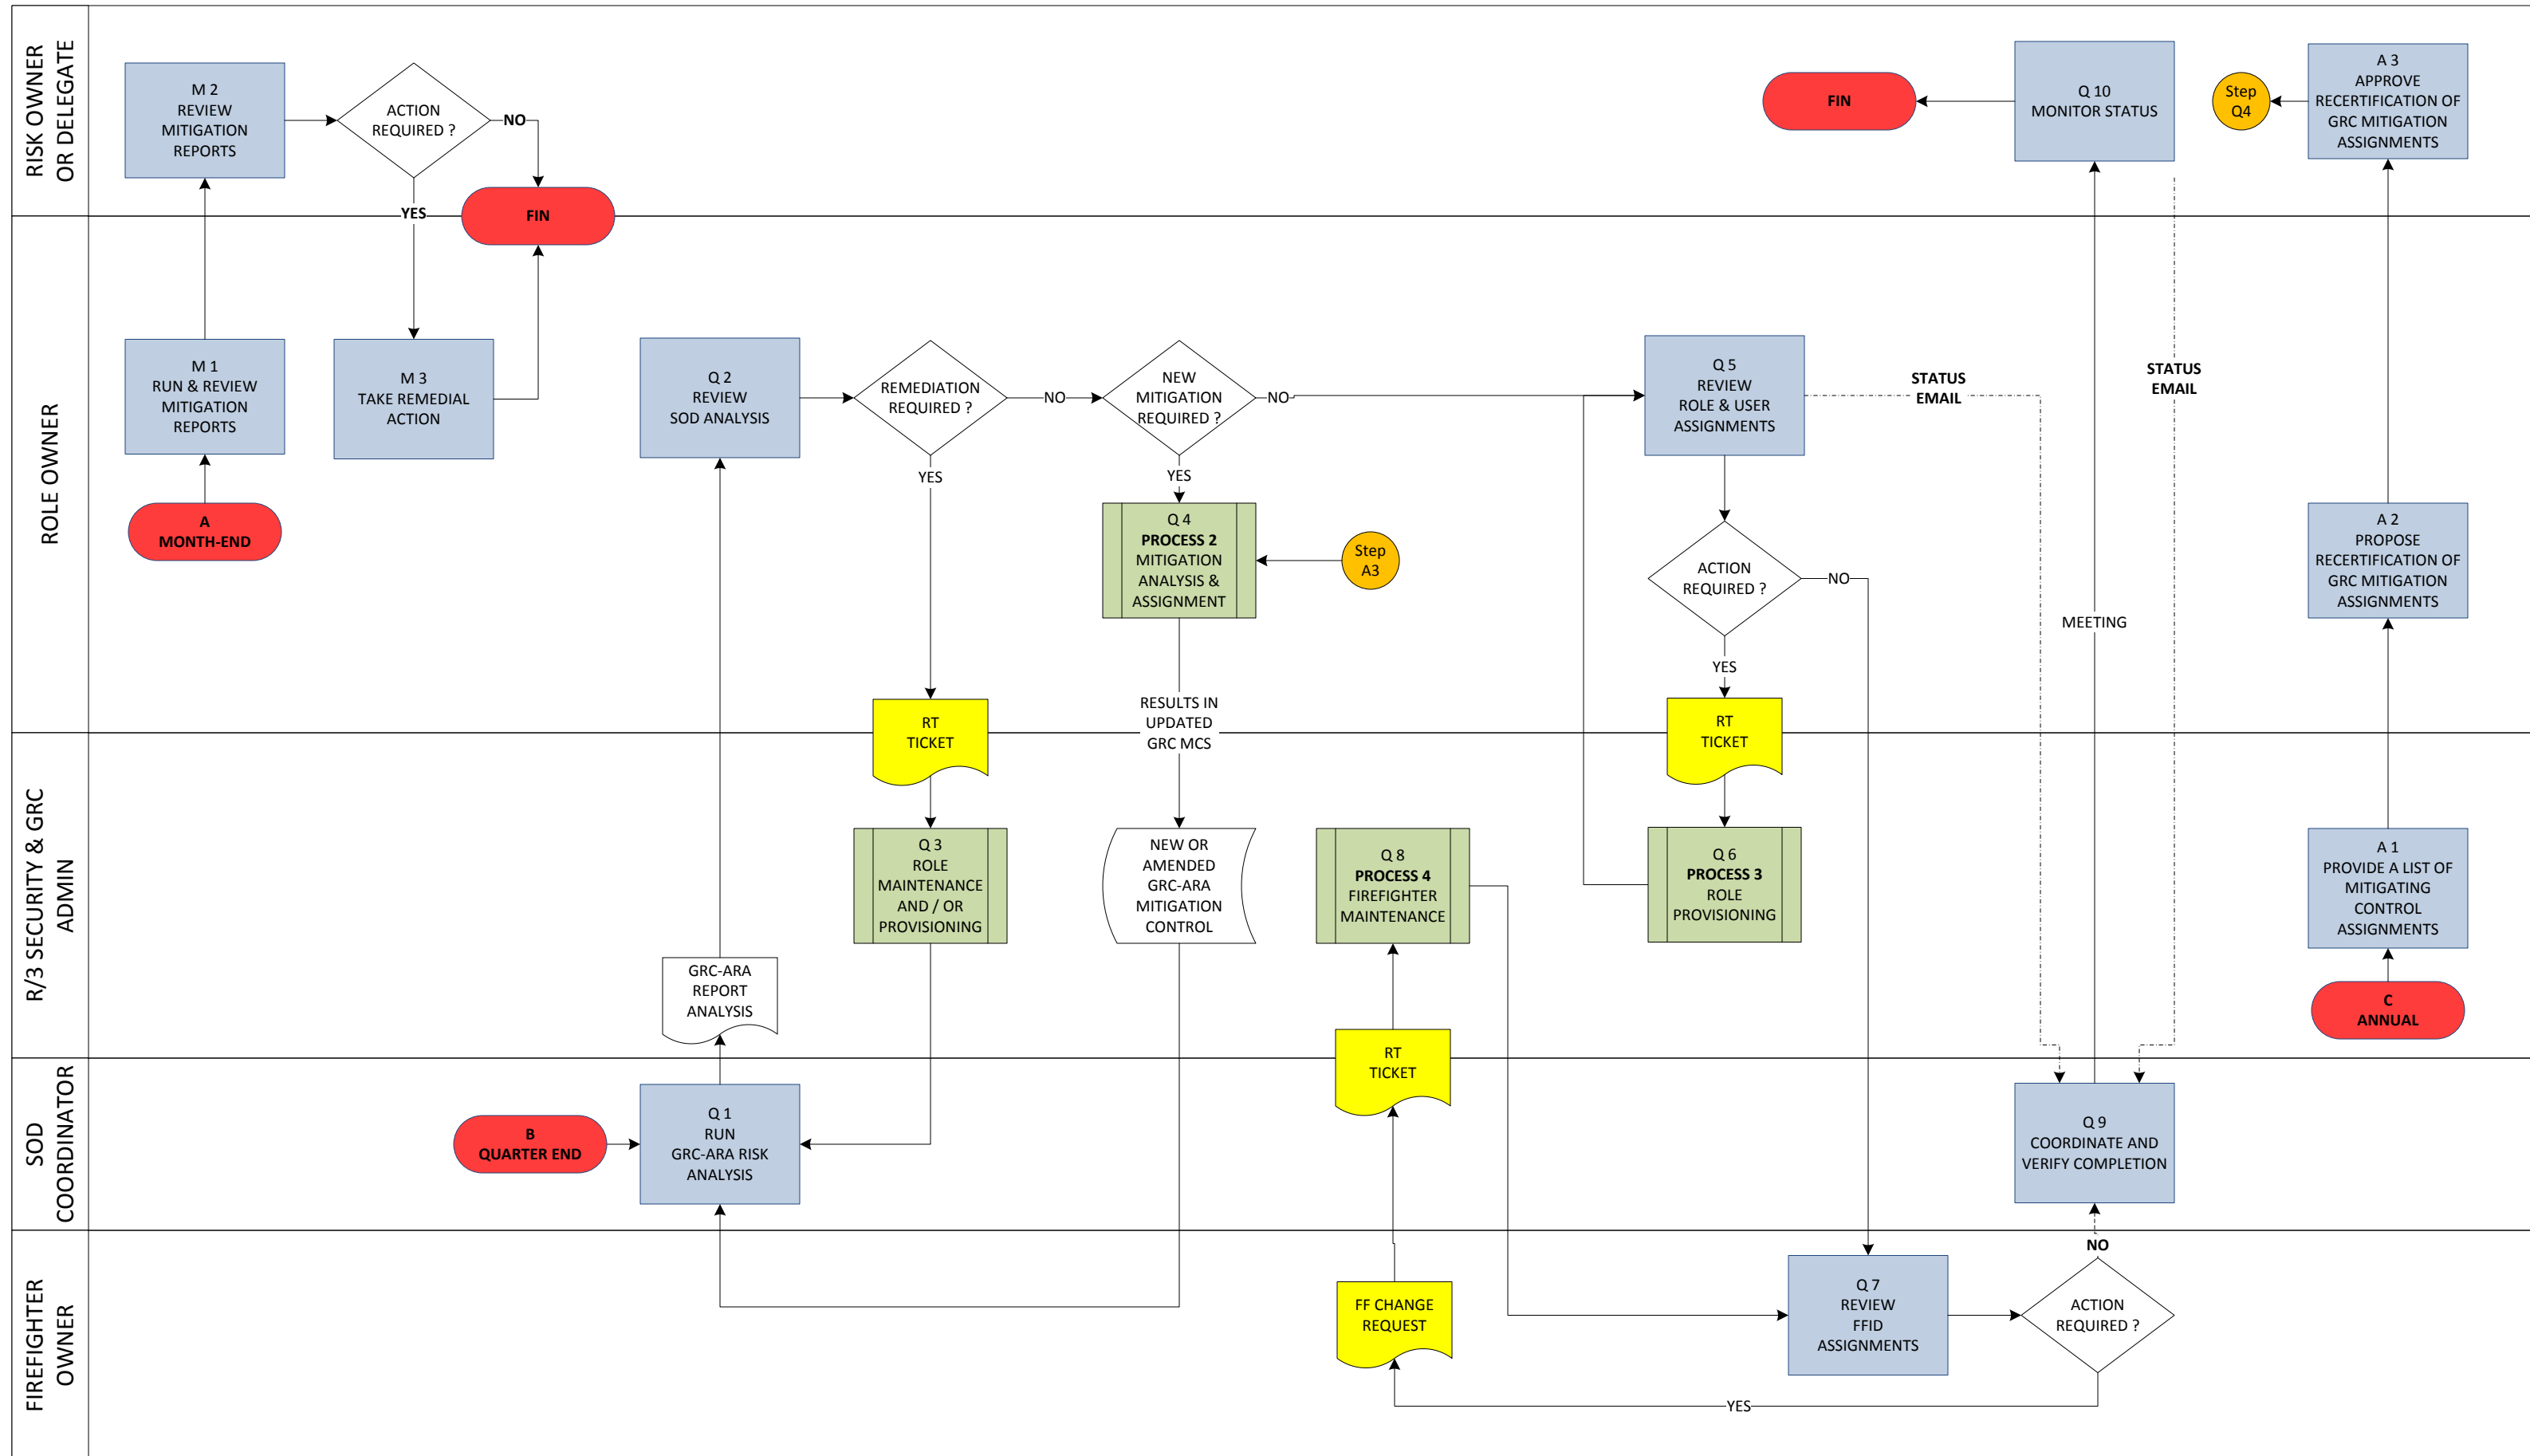 RISK OWNER
OR DELEGATE
M 2
REVIEW
MITIGATION
REPORTS
ACTION
REQUIRED ?
NO
YES
FIN
FIN
Q 10
MONITOR STATUS
Step
Q4
A 3
APPROVE
RECERTIFICATION OF
GRC MITIGATION
ASSIGNMENTS
ROLE OWNER
M 1
RUN & REVIEW
MITIGATION
REPORTS
A
MONTH-END
M 3
TAKE REMEDIAL
ACTION
Q 2
REVIEW
SOD ANALYSIS
REMEDIATION
REQUIRED ?
NO
YES
NEW
MITIGATION
REQUIRED ?
NO
YES
Q 4
PROCESS 2
MITIGATION
ANALYSIS &
ASSIGNMENT
Step
A3
RESULTS IN
UPDATED
GRC MCS
Q 5
REVIEW
ROLE & USER
ASSIGNMENTS
STATUS
EMAIL
STATUS
EMAIL
ACTION
REQUIRED ?
NO
YES
MEETING
A 2
PROPOSE
RECERTIFICATION OF
GRC MITIGATION
ASSIGNMENTS
RT
TICKET
RT
TICKET
R/3 SECURITY & GRC
ADMIN
GRC-ARA
REPORT
ANALYSIS
Q 3
ROLE
MAINTENANCE
AND / OR
PROVISIONING
NEW OR
AMENDED
GRC-ARA
MITIGATION
CONTROL
Q 8
PROCESS 4
FIREFIGHTER
MAINTENANCE
Q 6
PROCESS 3
ROLE
PROVISIONING
A 1
PROVIDE A LIST OF
MITIGATING
CONTROL
ASSIGNMENTS
C
ANNUAL
RT
TICKET
SOD
COORDINATOR
B
QUARTER END
Q 1
RUN
GRC-ARA RISK
ANALYSIS
Q 9
COORDINATE AND
VERIFY COMPLETION
FIREFIGHTER
OWNER
FF CHANGE
REQUEST
Q 7
REVIEW
FFID
ASSIGNMENTS
NO
ACTION
REQUIRED ?
YES